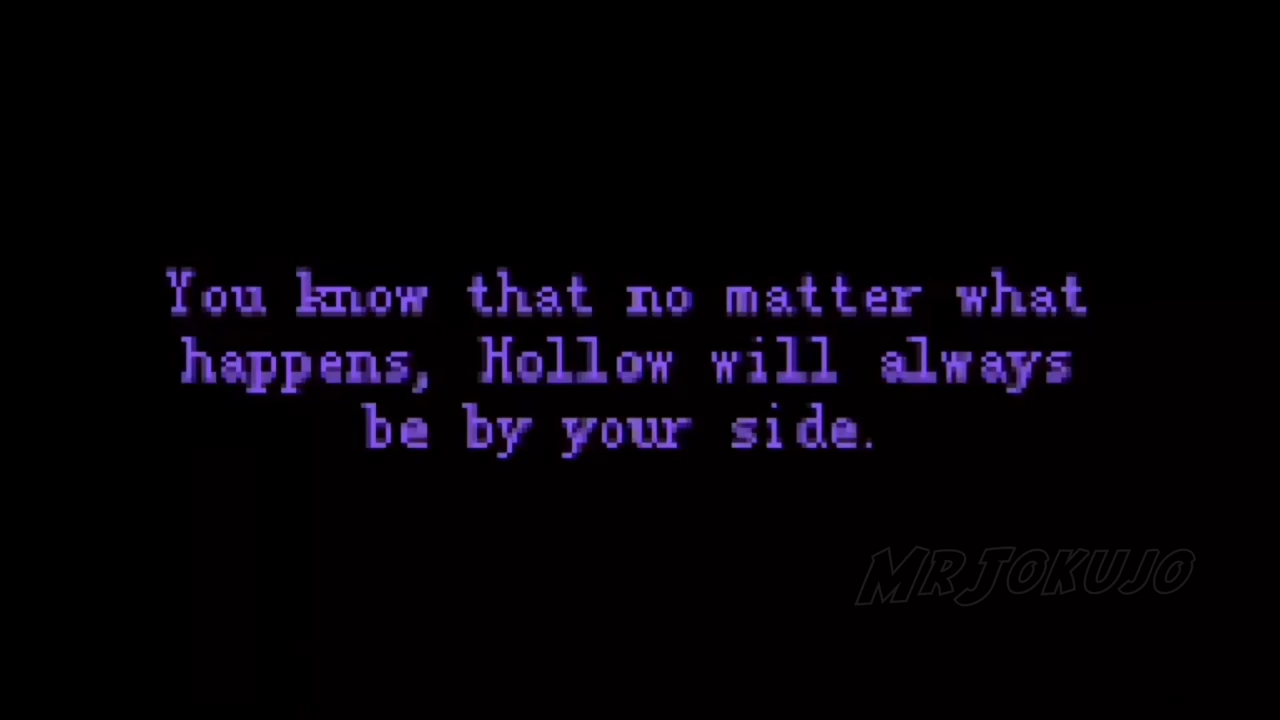 You know that no matter what
happens, Hollow will always
be by your side.
MRJOKUJO